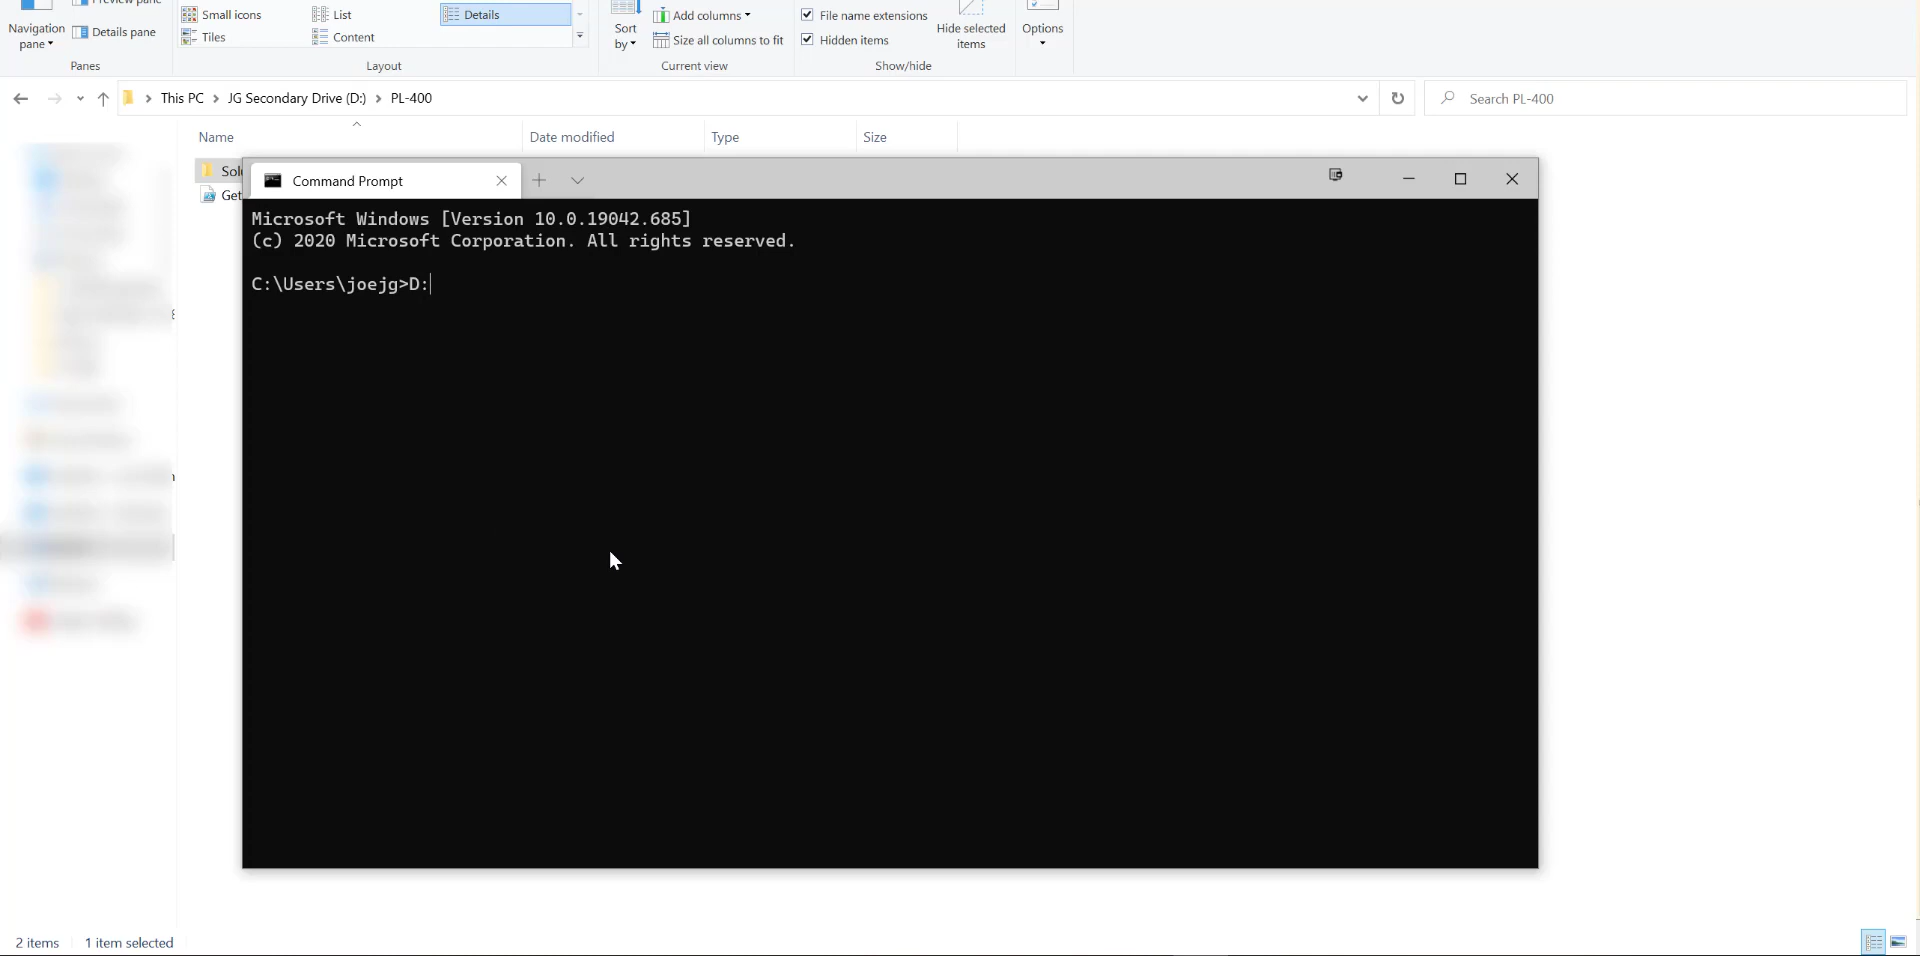 Preview pane
Navigation pane
Details pane
Panes
Small icons
List
Details
Tiles
Content
Layout
Sort by
Add columns
Size all columns to fit
Current view
File name extensions
Hidden items
Hide selected items
Show/hide
Options
This PC > JG Secondary Drive (D:) > PL-400
Search PL-400
Name
Date modified
Type
Size
Command Prompt
Microsoft Windows [Version 10.0.19042.685]
(c) 2020 Microsoft Corporation. All rights reserved.
C:\Users\joejg>D:
2 items
1 item selected